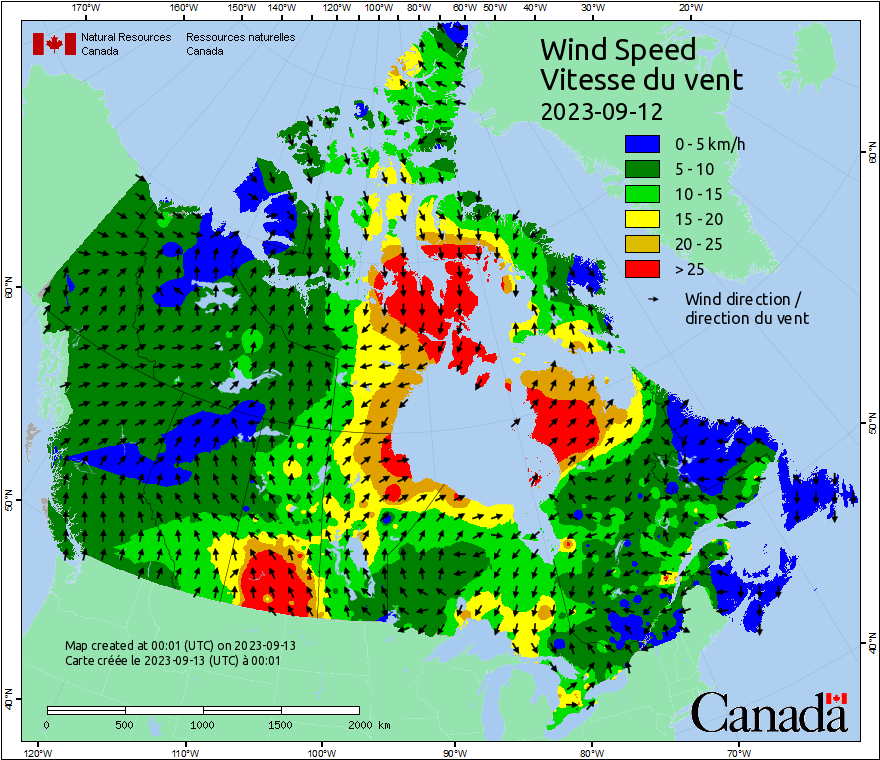 170°W 160°W 150°W 140°W 120°W 110°W 100°W 80°W 60°W 50°W 40°W 30°W 20°W
Natural Resources Ressources naturelles
Canada Canada
Wind Speed
Vitesse du vent
2023-09-12
0 - 5 km/h
5 - 10
10 - 15
15 - 20
20 - 25
> 25
Wind direction /
direction du vent
60°N 60°N
50°N 50°N
40°N 40°N
Map created at 00:01 (UTC) on 2023-09-13
Carte créée le 2023-09-13 (UTC) à 00:01
0 500 1000 1500 2000 km
Canada
120°W 110°W 100°W 90°W 80°W 70°W